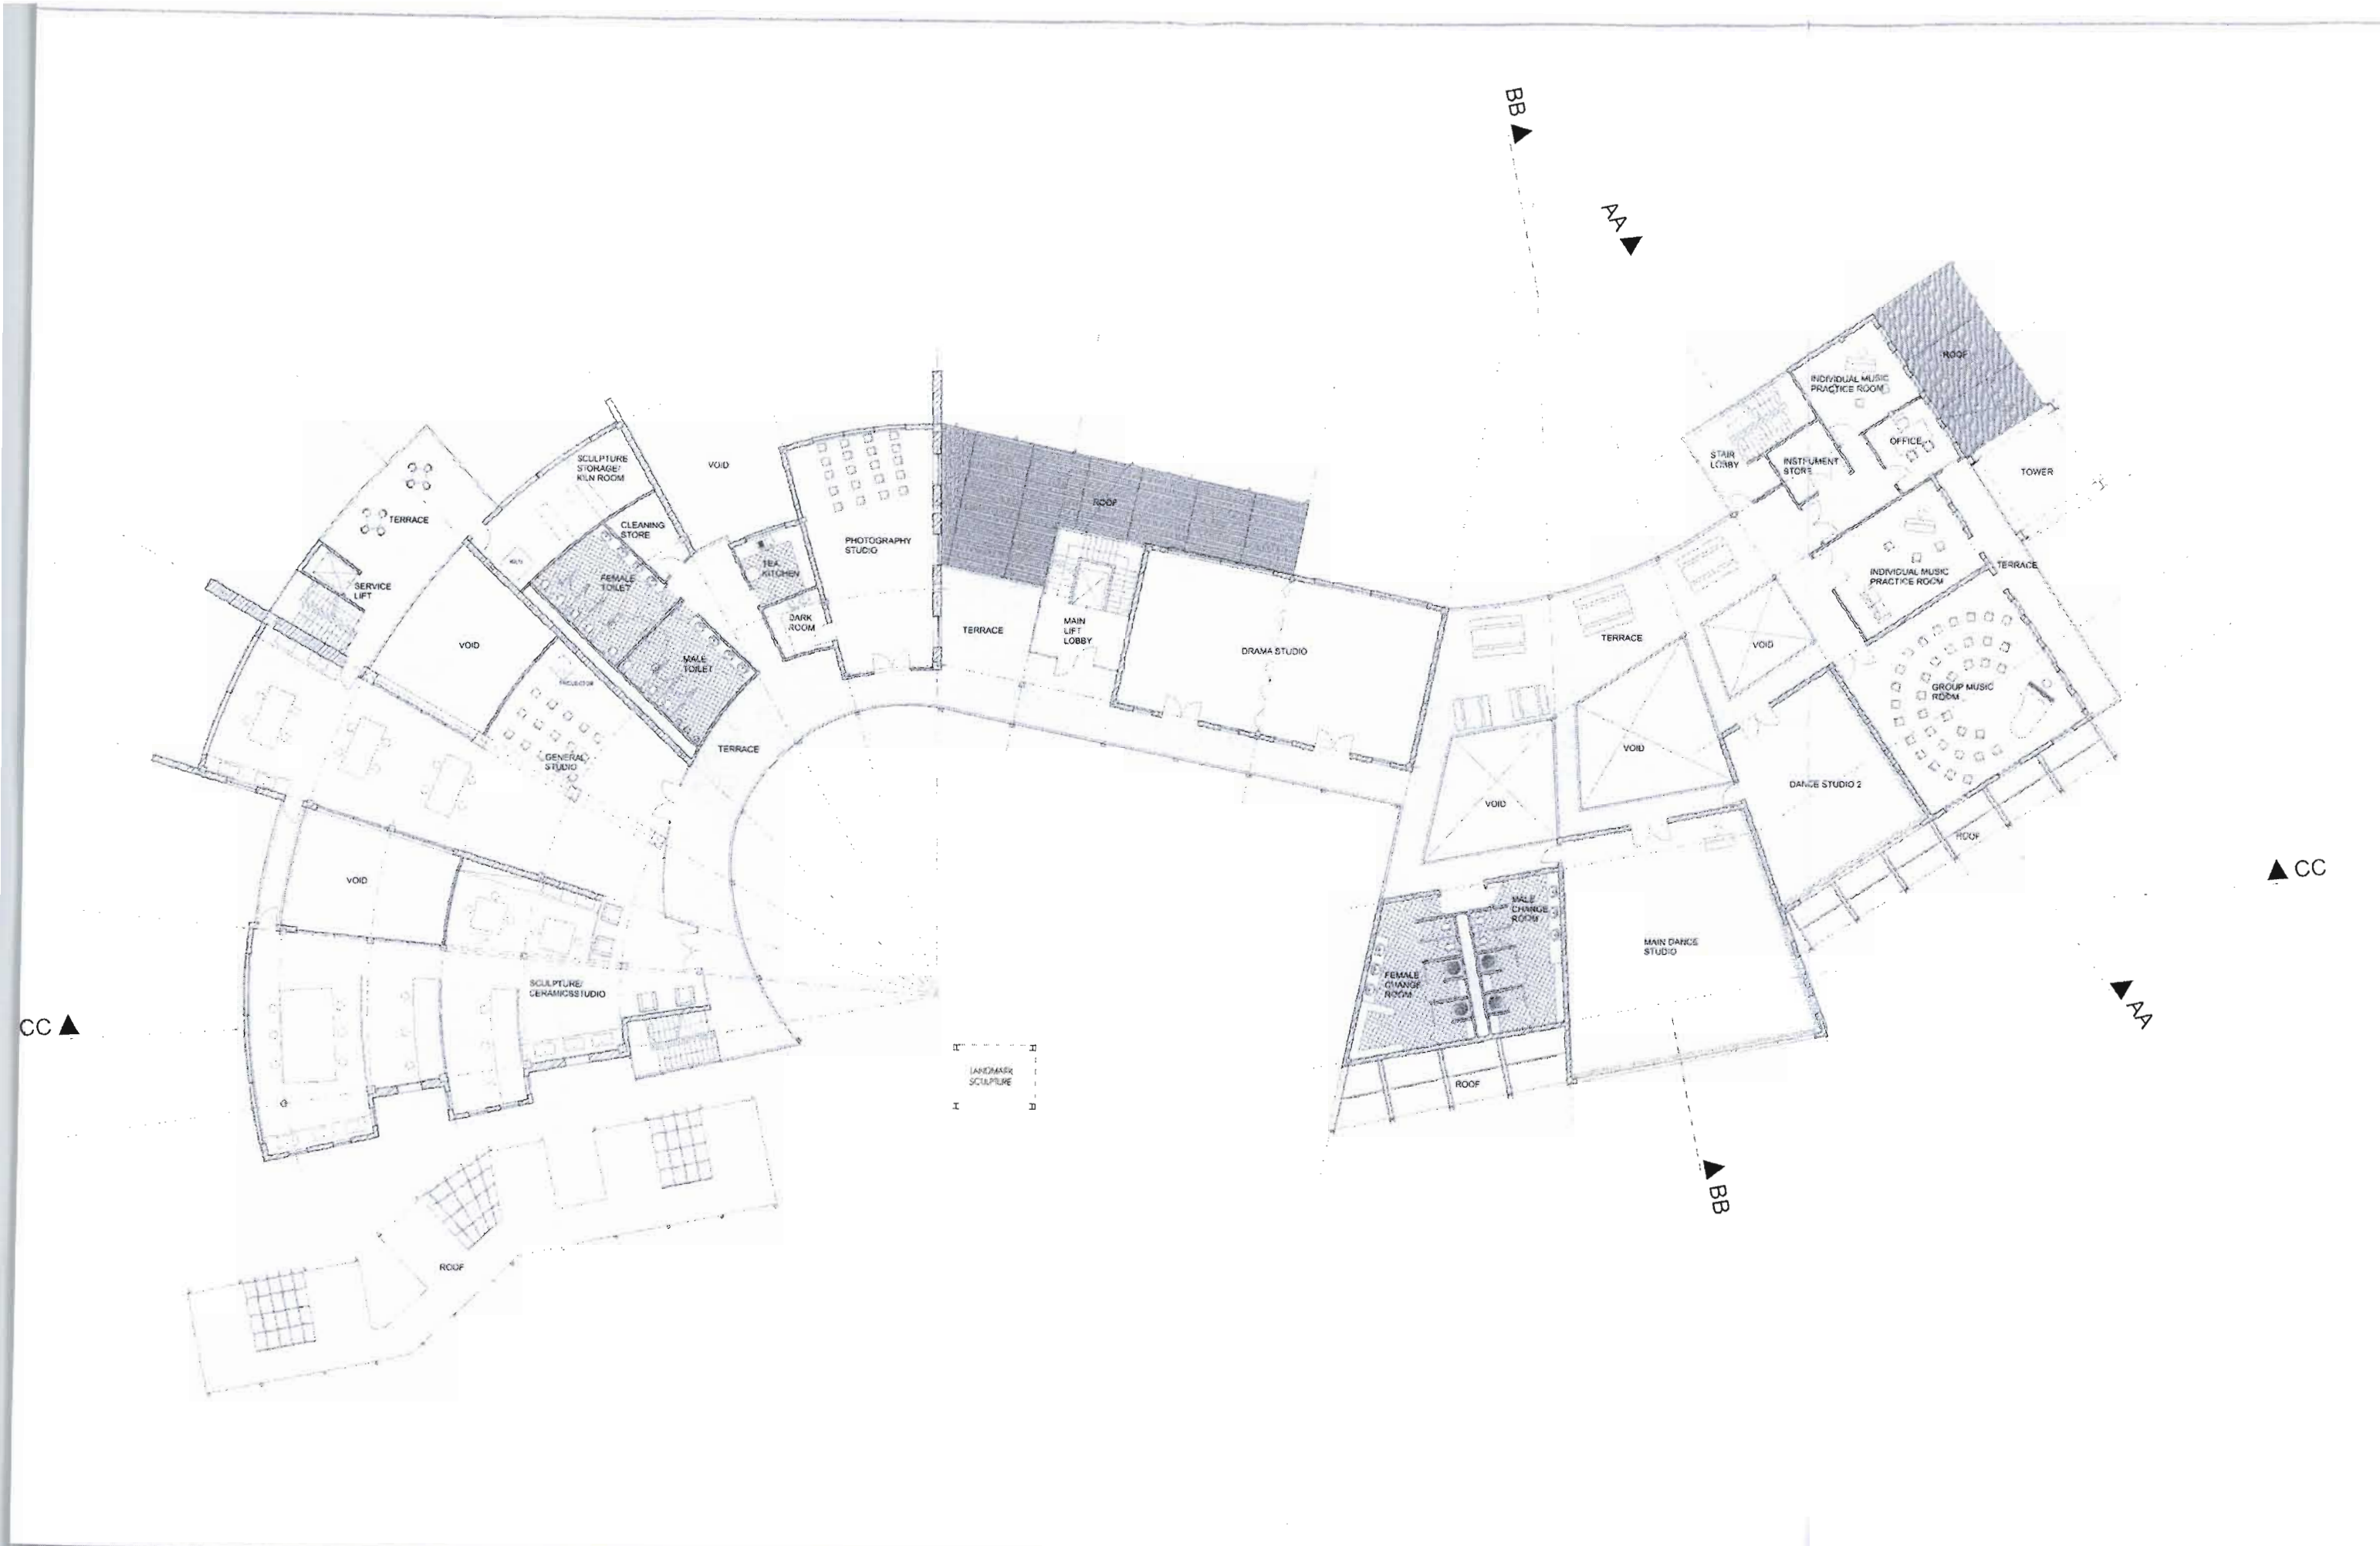 BB
AA
ROOF
INDIVIDUAL MUSIC
PRACTICE ROOM
OFFICE
STAIR
LOBBY
INSTRUMENT
STORE
TOWER
SCULPTURE
STORAGE/
KILN ROOM
VOID
ROOF
TERRACE
CLEANING
STORE
PHOTOGRAPHY
STUDIO
TEA
KITCHEN
FEMALE
TOILET
SERVICE
LIFT
DARK
ROOM
TERRACE
MAIN
LIFT
LOBBY
DRAMA STUDIO
TERRACE
VOID
INDIVIDUAL MUSIC
PRACTICE ROOM
TERRACE
VOID
MALE
TOILET
GROUP MUSIC
ROOM
GENERAL
STUDIO
TERRACE
VOID
VOID
DANCE STUDIO 2
ROOF
VOID
CC
MALE
CHANGE
ROOM
MAIN DANCE
STUDIO
FEMALE
CHANGE
ROOM
SCULPTURE/
CERAMICSSTUDIO
AA
CC
LANDMARK
SCULPTURE
ROOF
BB
ROOF